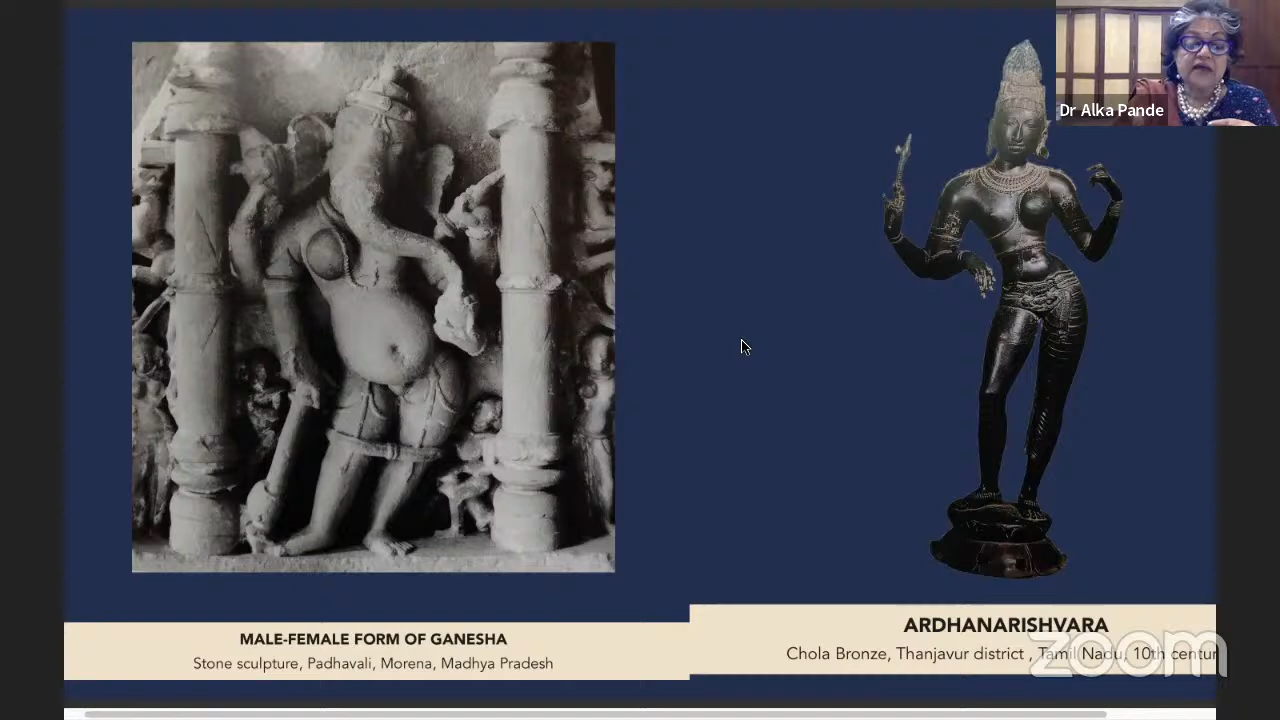 Dr Alka Pande
MALE-FEMALE FORM OF GANESHA
Stone sculpture, Padhavali, Morena, Madhya Pradesh
ARDHANARISHVARA
Chola Bronze, Thanjavur district , Tamil Nadu, 10th centur
zoom